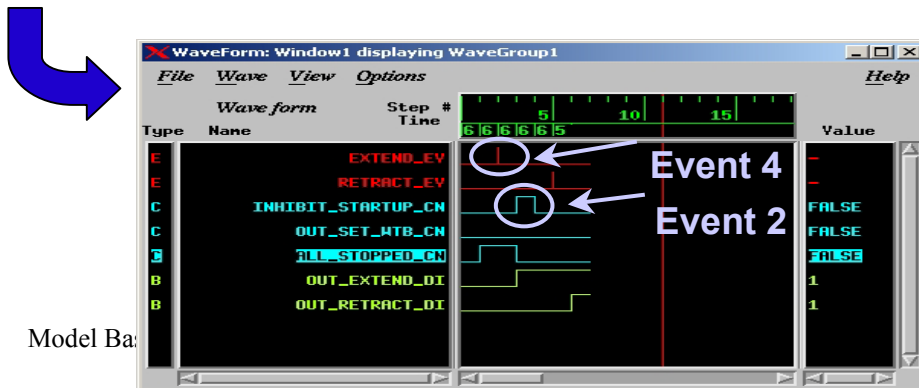 WaveForm: Window1 displaying WaveGroup1
File Wave View Options Help
Wave form Step #
Time
Type Name Value
5 10 15
6 6 6 6 6 5
E EXTEND_EV -
Event 4
E RETRACT_EV -
C INHIBIT_STARTUP_CN FALSE
Event 2
C OUT_SET_WTB_CN FALSE
C ALL_STOPPED_CN FALSE
B OUT_EXTEND_DI 1
B OUT_RETRACT_DI 1
Model Ba